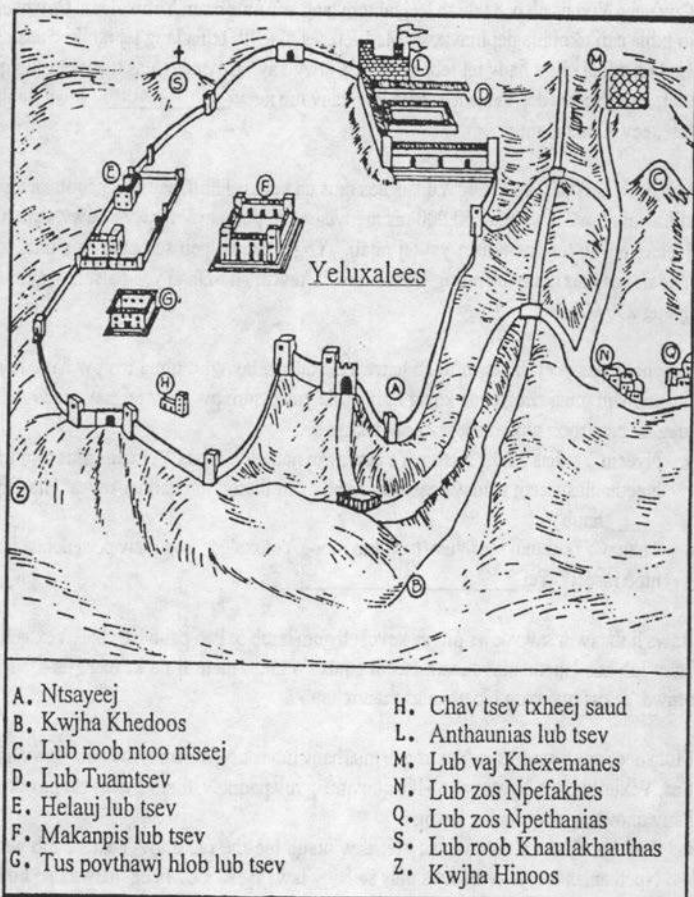 S
L
M
D
E
F
C
Yeluxalees
G
N
Q
H
A
Z
B
A. Ntsayeej
B. Kwjha Khedoos
C. Lub roob ntoo ntseej
D. Lub Tuamtsev
E. Helauj lub tsev
F. Makanpis lub tsev
G. Tus povthawj hlob lub tsev
H. Chav tsev txheej saud
L. Anthaunias lub tsev
M. Lub vaj Khexemanes
N. Lub zos Npefakhes
Q. Lub zos Npethanias
S. Lub roob Khaulakhauthas
Z. Kwjha Hinoos